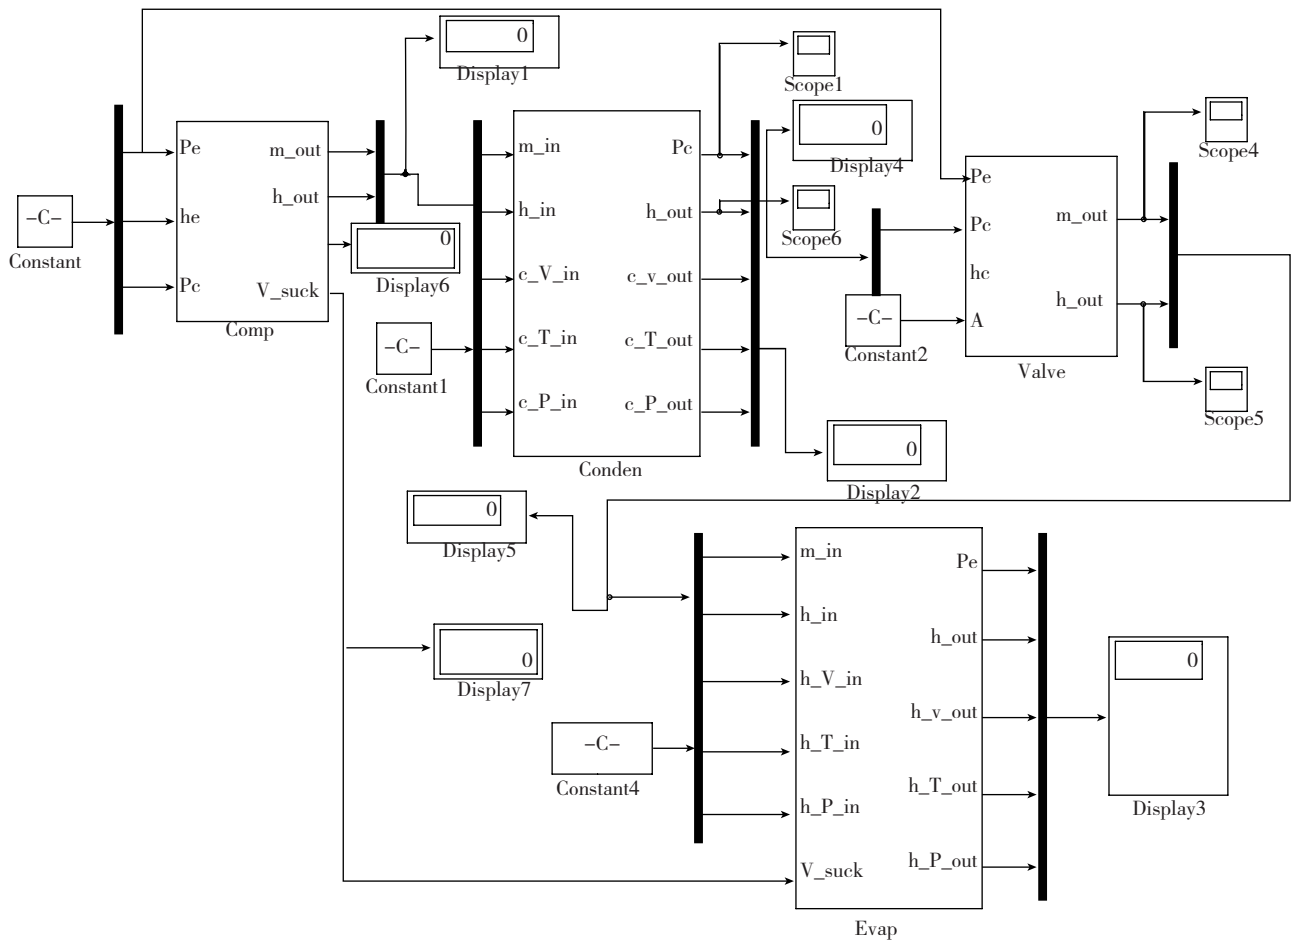 0
Display1
Scope1
0
Display4
Scope4
Pe
he
Pc
m_out
h_out
V_suck
Comp
-C-
Constant
0
Display6
m_in
h_in
c_V_in
c_T_in
c_P_in
Pc
h_out
c_v_out
c_T_out
c_P_out
Conden
-C-
Constant1
Scope6
-C-
Constant2
Pe
Pc
hc
A
m_out
h_out
Valve
Scope5
0
Display2
0
Display5
0
Display7
-C-
Constant4
m_in
h_in
h_V_in
h_T_in
h_P_in
V_suck
Pe
h_out
h_v_out
h_T_out
h_P_out
Evap
0
Display3